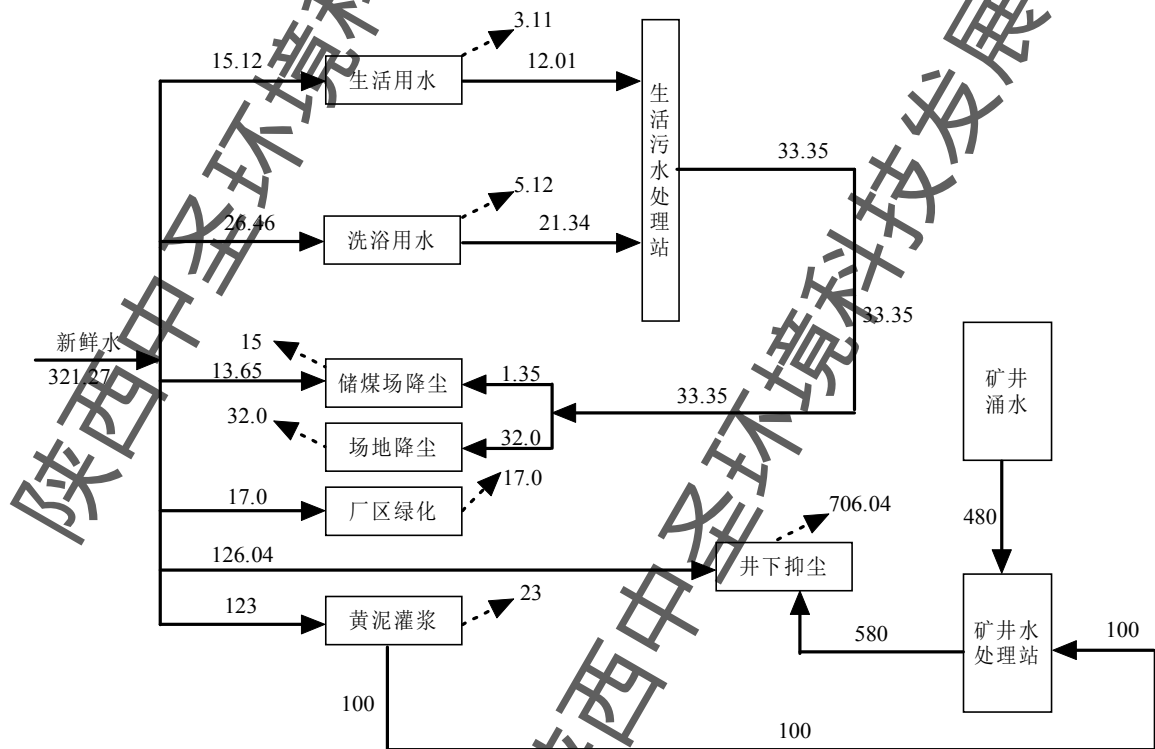 3.11
15.12
生活用水
12.01
生活污水处理站
33.35
5.12
26.46
洗浴用水
21.34
33.35
新鲜水
321.27
15
13.65
储煤场降尘
1.35
33.35
矿井
涌水
32.0
场地降尘
32.0
17.0
17.0
厂区绿化
706.04
480
126.04
井下抑尘
123
黄泥灌浆
23
580
矿井水
处理站
100
100
100
陕西中圣环境科
陕西中圣环境科技发展